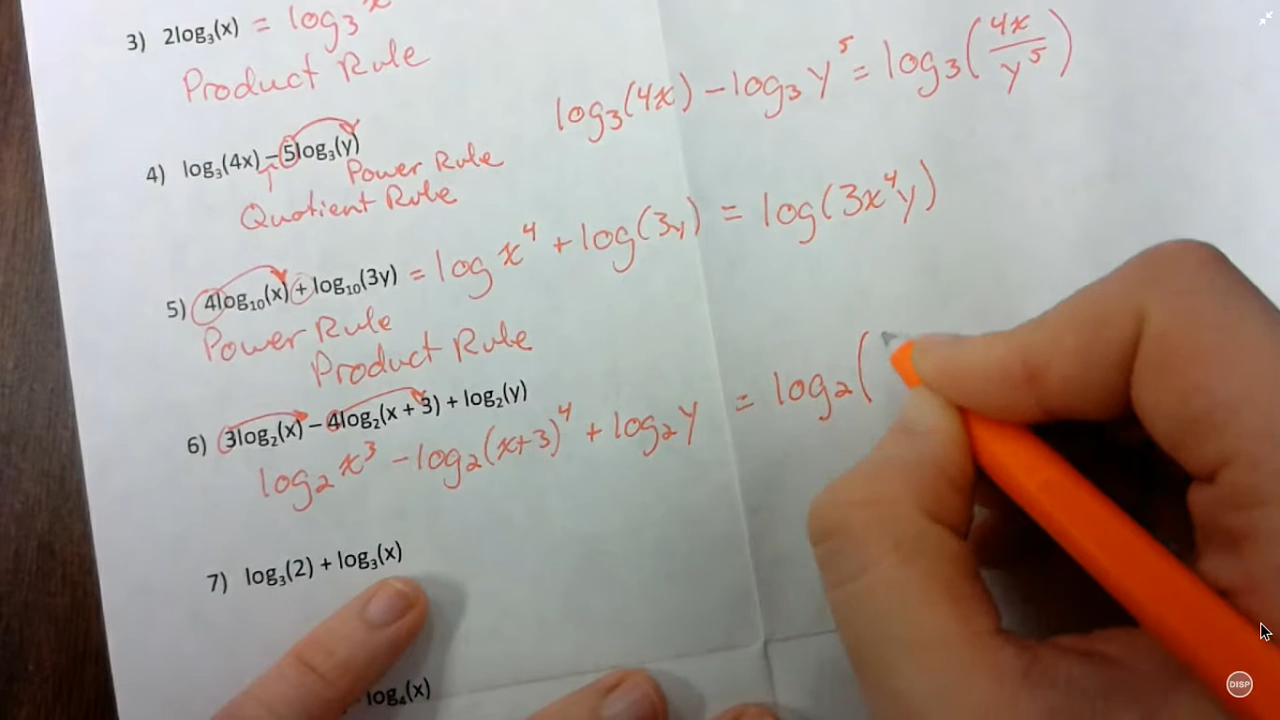 3) 2log₃(x) = log₃ x
Product Rule
log₃(4x) − log₃ y⁵ = log₃(4x/y⁵)
4) log₃(4x) − 5log₃(y)
Power Rule
Quotient Rule
5) 4log₁₀(x) + log₁₀(3y) = log x⁴ + log(3y) = log(3x⁴y)
Power Rule
Product Rule
6) 3log₂(x) − 4log₂(x + 3) + log₂(y)
log₂ x³ − log₂(x+3)⁴ + log₂ y = log₂(
7) log₃(2) + log₃(x)
log₄(x)
DISP